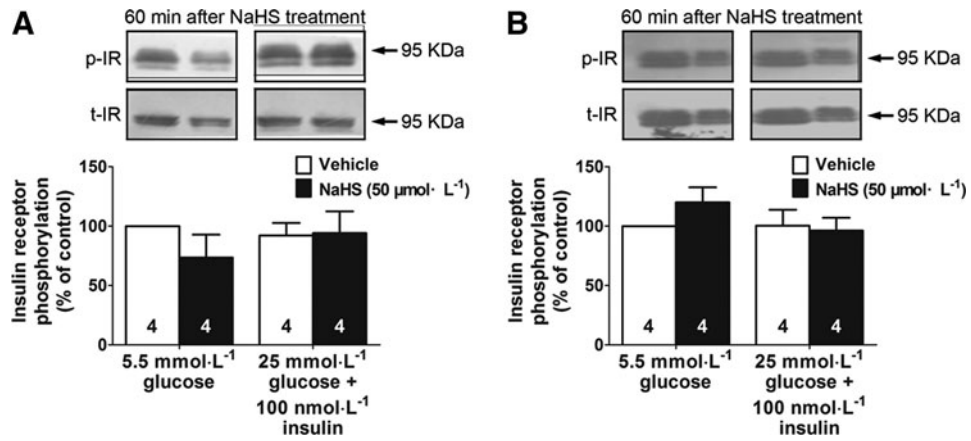 A
60 min after NaHS treatment
p-IR
95 KDa
t-IR
95 KDa
Vehicle
NaHS (50 µmol· L⁻¹)
Insulin receptor
phosphorylation
(% of control)
150
100
50
0
4
4
4
4
5.5 mmol·L⁻¹
glucose
25 mmol·L⁻¹
glucose +
100 nmol·L⁻¹
insulin
B
60 min after NaHS treatment
p-IR
95 KDa
t-IR
95 KDa
Vehicle
NaHS (50 µmol· L⁻¹)
Insulin receptor
phosphorylation
(% of control)
150
100
50
0
4
4
4
4
5.5 mmol·L⁻¹
glucose
25 mmol·L⁻¹
glucose +
100 nmol·L⁻¹
insulin